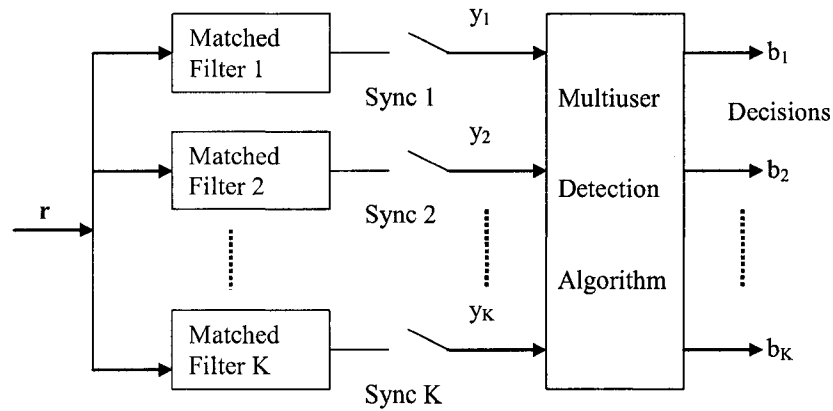 Matched
Filter 1
Sync 1
y1
Matched
Filter 2
Sync 2
y2
r
Matched
Filter K
Sync K
yK
Multiuser
Detection
Algorithm
b1
Decisions
b2
bK